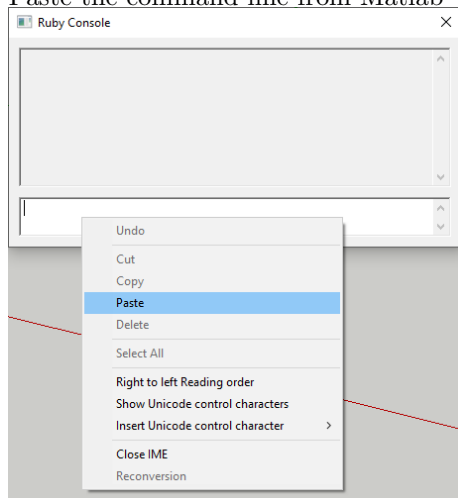 Paste the command line from Matlab
Ruby Console
Undo
Cut
Copy
Paste
Delete
Select All
Right to left Reading order
Show Unicode control characters
Insert Unicode control character
Close IME
Reconversion